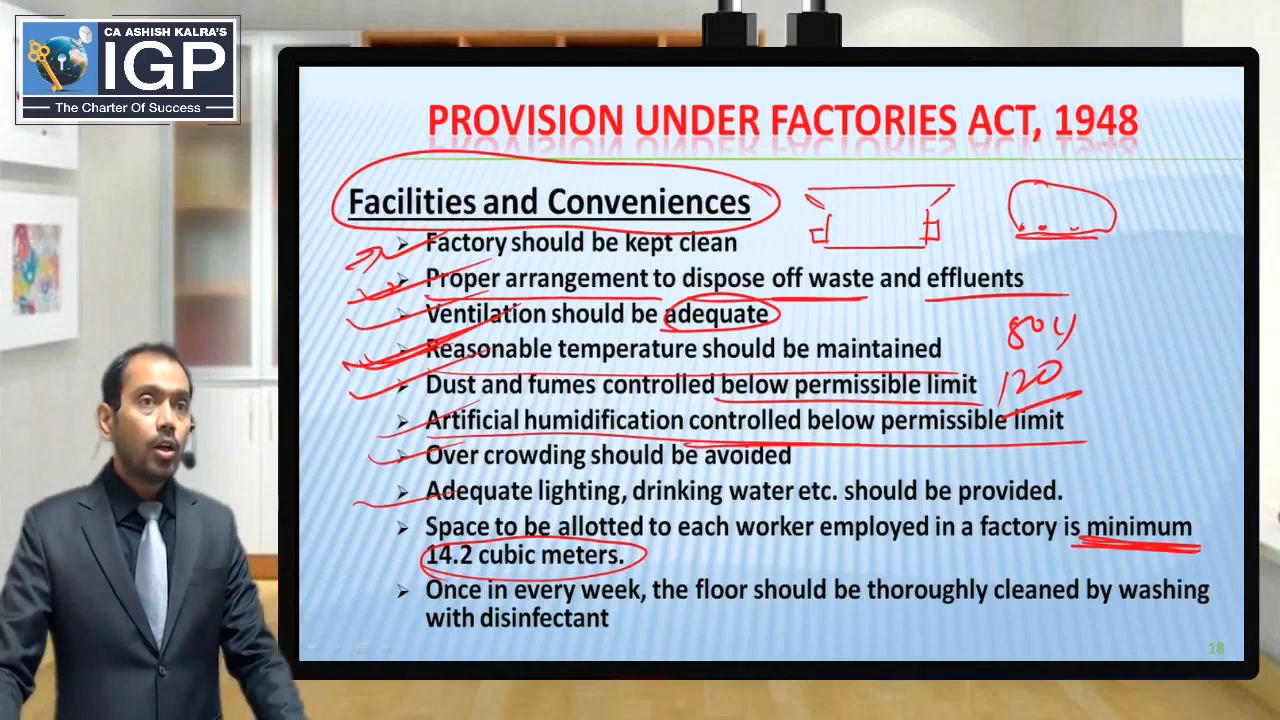 CA ASHISH KALRA'S
IGP
The Charter Of Success
PROVISION UNDER FACTORIES ACT, 1948
Facilities and Conveniences
Factory should be kept clean
Proper arrangement to dispose off waste and effluents
Ventilation should be adequate
Reasonable temperature should be maintained
Dust and fumes controlled below permissible limit
Artificial humidification controlled below permissible limit
Over crowding should be avoided
Adequate lighting, drinking water etc. should be provided.
Space to be allotted to each worker employed in a factory is minimum
14.2 cubic meters.
Once in every week, the floor should be thoroughly cleaned by washing
with disinfectant
120
18